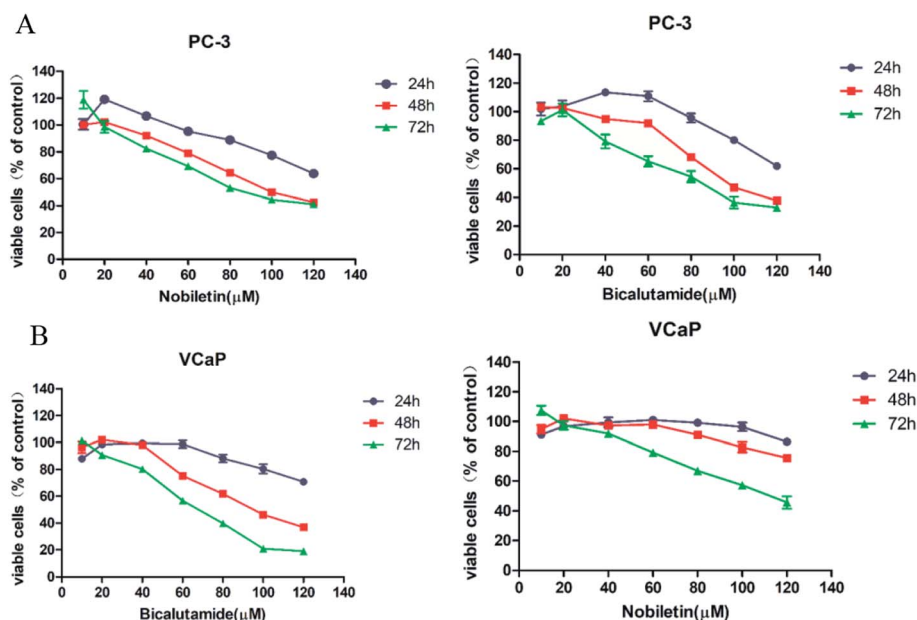 A
PC-3
viable cells (% of control)
140
120
100
80
60
40
20
0
0 20 40 60 80 100 120 140
Nobiletin(μM)
24h
48h
72h
PC-3
viable cells (% of control)
140
120
100
80
60
40
20
0
0 20 40 60 80 100 120 140
Bicalutamide(μM)
24h
48h
72h
B
VCaP
viable cells (% of control)
140
120
100
80
60
40
20
0
0 20 40 60 80 100 120 140
Bicalutamide(μM)
24h
48h
72h
VCaP
viable cells (% of control)
140
120
100
80
60
40
20
0
0 20 40 60 80 100 120 140
Nobiletin(μM)
24h
48h
72h